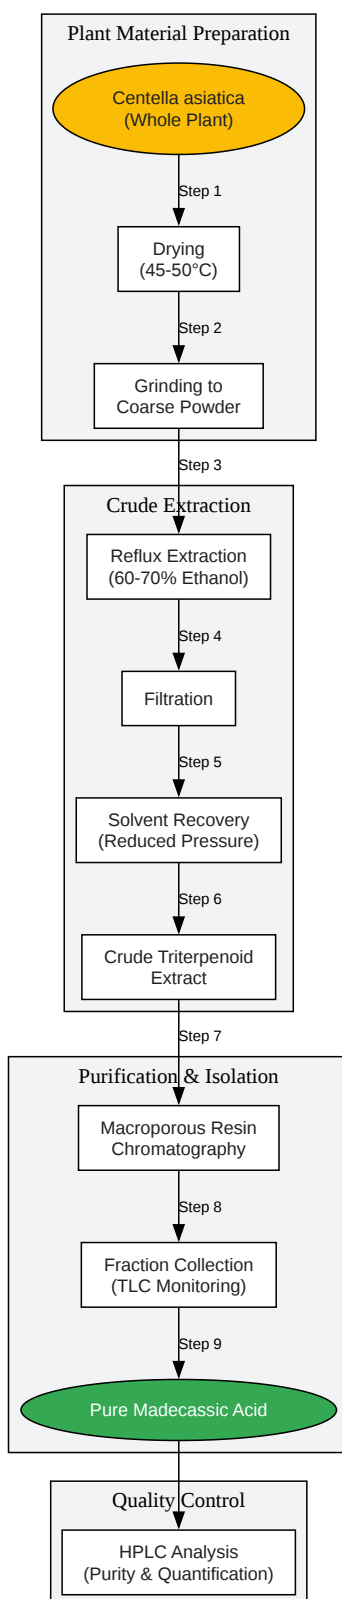 Plant Material Preparation
Centella asiatica
(Whole Plant)
Step 1
Drying
(45-50°C)
Step 2
Grinding to
Coarse Powder
Step 3
Crude Extraction
Reflux Extraction
(60-70% Ethanol)
Step 4
Filtration
Step 5
Solvent Recovery
(Reduced Pressure)
Step 6
Crude Triterpenoid
Extract
Step 7
Purification & Isolation
Macroporous Resin
Chromatography
Step 8
Fraction Collection
(TLC Monitoring)
Step 9
Pure Madecassic Acid
Quality Control
HPLC Analysis
(Purity & Quantification)